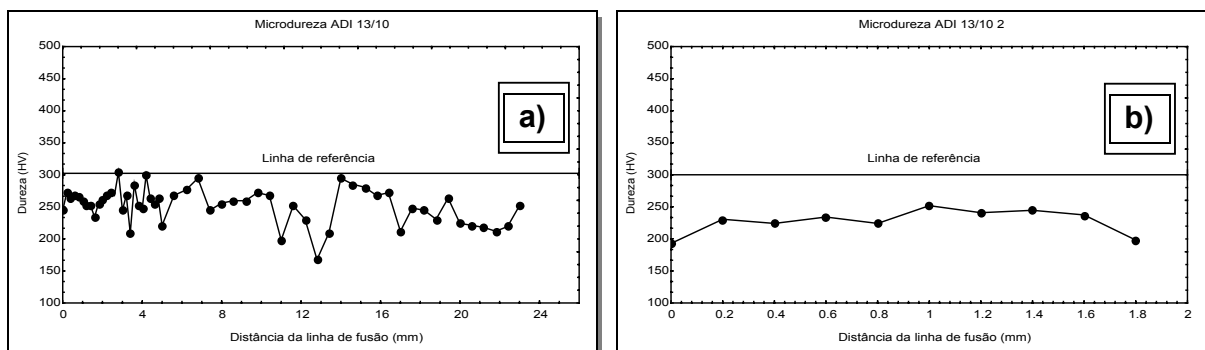 Microdureza ADI 13/10
500
450
400
350
300
250
200
150
100
Dureza (HV)
a)
Linha de referência
0 4 8 12 16 20 24
Distância da linha de fusão (mm)
Microdureza ADI 13/10 2
500
450
400
350
300
250
200
150
100
Dureza (HV)
b)
Linha de referência
0 0.2 0.4 0.6 0.8 1 1.2 1.4 1.6 1.8 2
Distância da linha de fusão (mm)